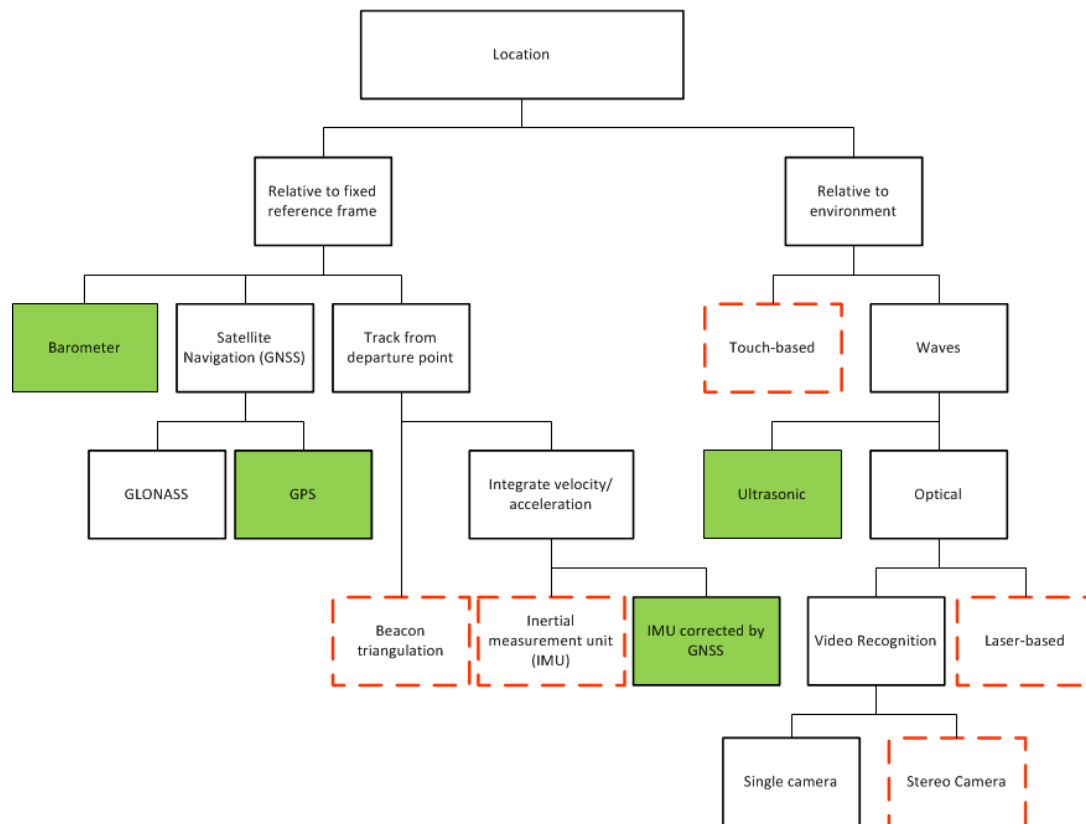 Location
Relative to fixed
reference frame
Relative to
environment
Barometer
Satellite
Navigation (GNSS)
Track from
departure point
Touch-based
Waves
GLONASS
GPS
Integrate velocity/
acceleration
Ultrasonic
Optical
Beacon
triangulation
Inertial
measurement unit
(IMU)
IMU corrected by
GNSS
Video Recognition
Laser-based
Single camera
Stereo Camera